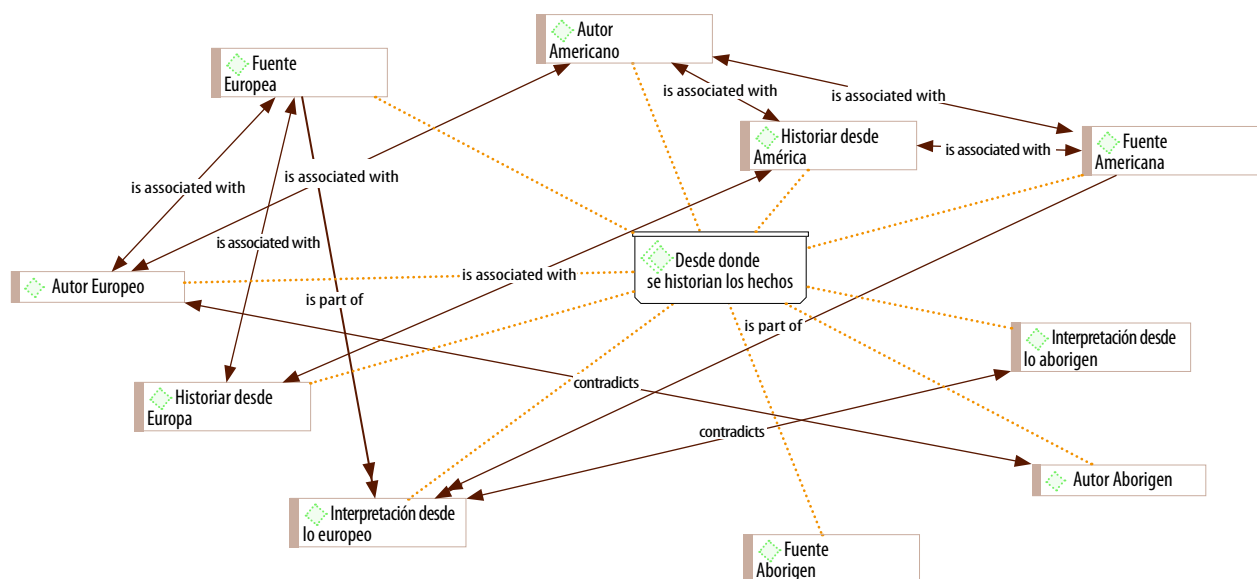 Autor
Americano
Fuente
Europea
is associated with
is associated with
Historiar desde
América
Fuente
Americana
is associated with
is associated with
is associated with
is associated with
Desde donde
se historian los hechos
is associated with
Autor Europeo
is part of
is part of
Interpretación desde
lo aborigen
contradicts
Historiar desde
Europa
contradicts
Autor Aborigen
Interpretación desde
lo europeo
Fuente
Aborigen